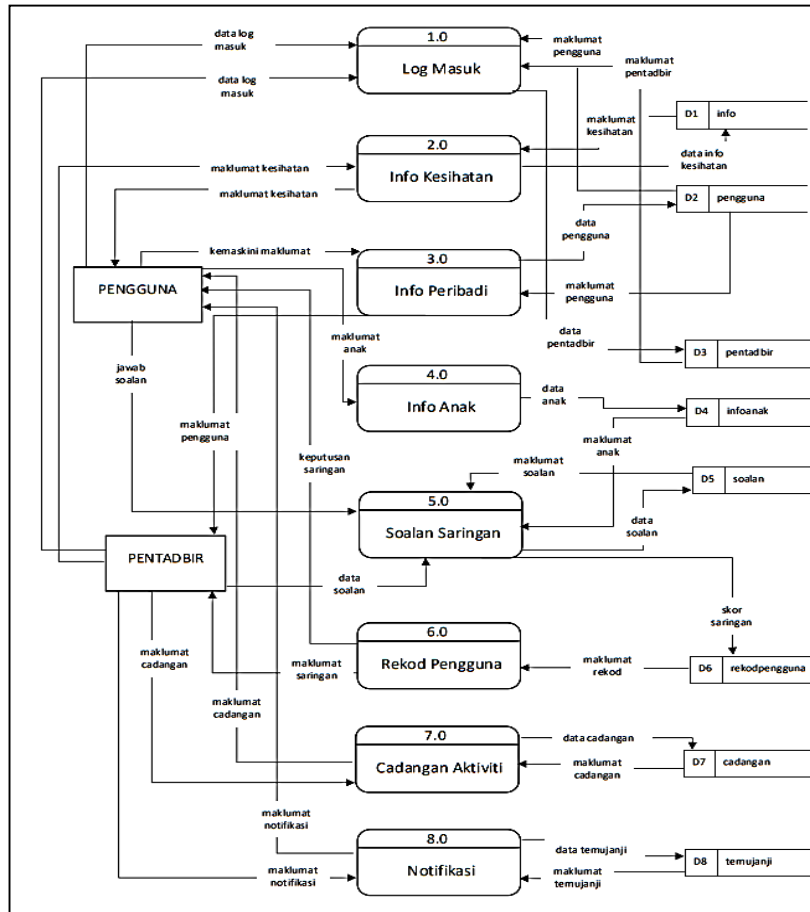 data log
masuk
1.0
Log Masuk
maklumat
pengguna
maklumat
pentadbir
data log
masuk
D1
info
maklumat
kesihatan
2.0
Info Kesihatan
maklumat kesihatan
maklumat kesihatan
data info
kesihatan
D2
pengguna
data
pengguna
kemaskini maklumat
3.0
Info Peribadi
PENGGUNA
maklumat
pengguna
maklumat
anak
data
pentadbir
D3
pentadbir
jawab
soalan
4.0
Info Anak
data
anak
D4
infoanak
maklumat
pengguna
maklumat
anak
keputusan
saringan
maklumat
soalan
D5
soalan
5.0
Soalan Saringan
data
soalan
PENTADBIR
data
soalan
skor
saringan
6.0
Rekod Pengguna
maklumat
cadangan
maklumat
saringan
maklumat
rekod
D6
rekodpengguna
maklumat
cadangan
7.0
Cadangan Aktiviti
data cadangan
maklumat
cadangan
D7
cadangan
maklumat
notifikasi
8.0
Notifikasi
data temujanji
maklumat
temujanji
D8
temujanji
maklumat
notifikasi